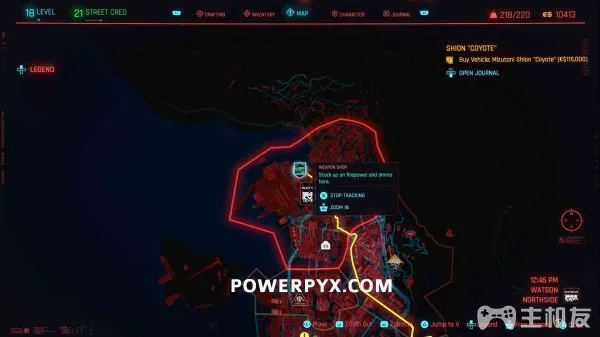 18 LEVEL
21 STREET CRED
CRAFTING
INVENTORY
MAP
CHARACTER
JOURNAL
218/220
€$ 10413
LEGEND
SHION "COYOTE"
Buy Vehicle: Mizutani Shion "Coyote" (€$115,000)
OPEN JOURNAL
WEAPON SHOP
Stock up on firepower and ammo
here.
STOP TRACKING
ZOOM IN
POWERPYX.COM
12:46 PM
WATSON
NORTHSIDE
Move
Zoom Out
Zoom
Jump to V
主机友